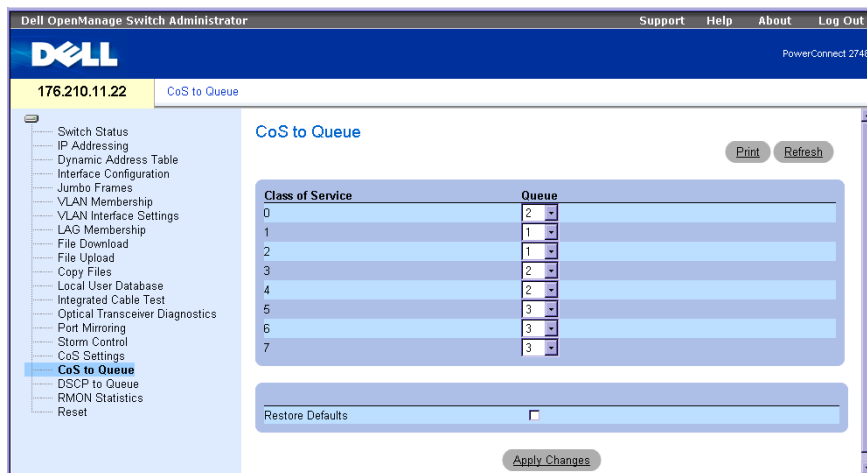 Dell OpenManage Switch Administrator
Support Help About Log Out
DELL
PowerConnect 2748
176.210.11.22
CoS to Queue
Switch Status
IP Addressing
Dynamic Address Table
Interface Configuration
Jumbo Frames
VLAN Membership
VLAN Interface Settings
LAG Membership
File Download
File Upload
Copy Files
Local User Database
Integrated Cable Test
Optical Transceiver Diagnostics
Port Mirroring
Storm Control
CoS Settings
CoS to Queue
DSCP to Queue
RMON Statistics
Reset
CoS to Queue
Print Refresh
Class of Service Queue
0 2
1 1
2 1
3 2
4 2
5 3
6 3
7 3
Restore Defaults
Apply Changes